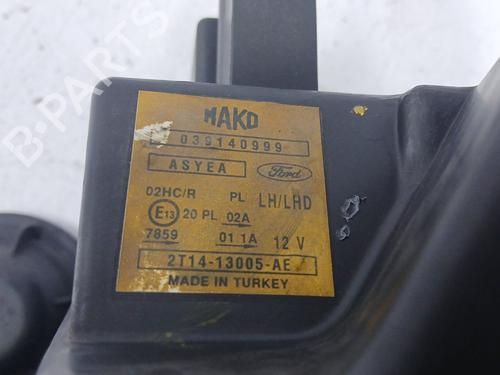 MAKO
039140999
ASYEA Ford
02HC/R PL LH/LHD
E13 20 PL 02A
7859 01 1A 12 V
2T14-13005-AE
MADE IN TURKEY
B-PARTS